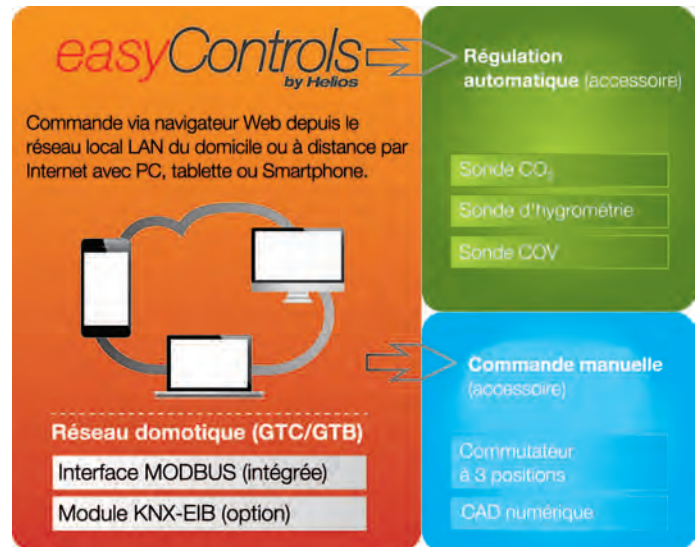 easyControls
by Helios
Commande via navigateur Web depuis le
réseau local LAN du domicile ou à distance par
Internet avec PC, tablette ou Smartphone.
Réseau domotique (GTC/GTB)
Interface MODBUS (intégrée)
Module KNX-EIB (option)
Régulation
automatique (accessoire)
Sonde CO₂
Sonde d'hygrométrie
Sonde COV
Commande manuelle
(accessoire)
Commutateur
à 3 positions
CAD numérique